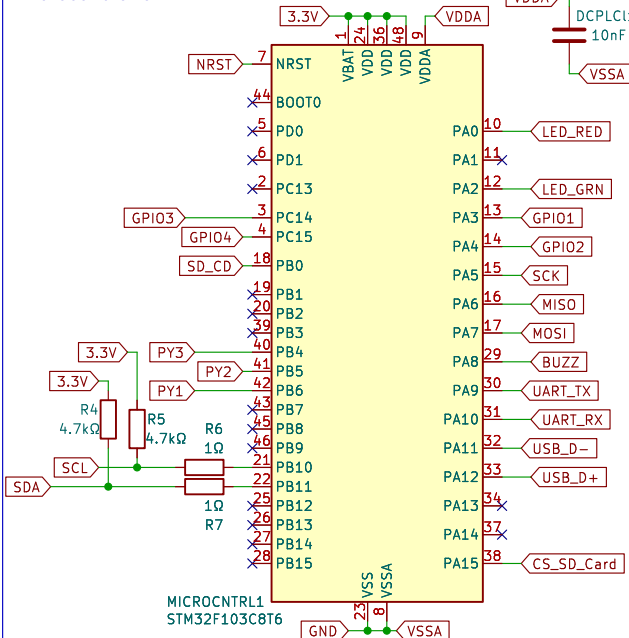 VDDA
DCPLCL
10nF
VSSA
3.3V
VDDA
1
24
36
48
9
VBAT
VDD
VDD
VDD
VDDA
NRST 7 NRST
44 BOOT0
5 PD0
6 PD1
2 PC13
GPIO3 3 PC14
GPIO4 4 PC15
SD_CD 18 PB0
19 PB1
20 PB2
39 PB3
PY3 40 PB4
PY2 41 PB5
PY1 42 PB6
43 PB7
45 PB8
46 PB9
SCL 21 PB10
SDA 22 PB11
25 PB12
26 PB13
27 PB14
28 PB15
3.3V
3.3V
R4
4.7kΩ
R5
4.7kΩ
R6
1Ω
1Ω
R7
PA0 10 LED_RED
PA1 11
PA2 12 LED_GRN
PA3 13 GPIO1
PA4 14 GPIO2
PA5 15 SCK
PA6 16 MISO
PA7 17 MOSI
PA8 29 BUZZ
PA9 30 UART_TX
PA10 31 UART_RX
PA11 32 USB_D-
PA12 33 USB_D+
PA13 34
PA14 37
PA15 38 CS_SD_Card
VSS
VSSA
23
8
MICROCNTRL1
STM32F103C8T6
GND
VSSA